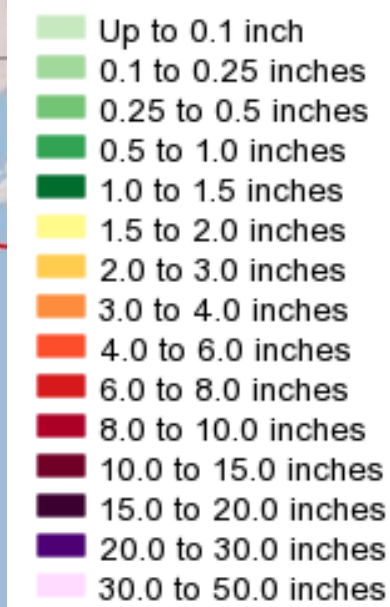 Up to 0.1 inch
0.1 to 0.25 inches
0.25 to 0.5 inches
0.5 to 1.0 inches
1.0 to 1.5 inches
1.5 to 2.0 inches
2.0 to 3.0 inches
3.0 to 4.0 inches
4.0 to 6.0 inches
6.0 to 8.0 inches
8.0 to 10.0 inches
10.0 to 15.0 inches
15.0 to 20.0 inches
20.0 to 30.0 inches
30.0 to 50.0 inches